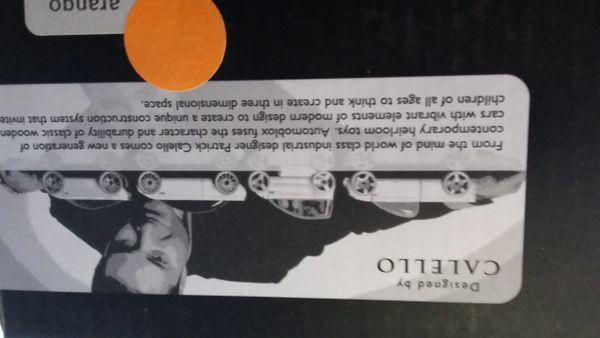 Designed by
CALELLO
From the mind of world class industrial designer Patrick Calello comes a new generation of
contemporary heirloom toys. Automoblox fuses the character and durability of classic wooden
cars with vibrant elements of modern design to create a unique construction system that invite
children of all ages to think and create in three dimensional space.
arango